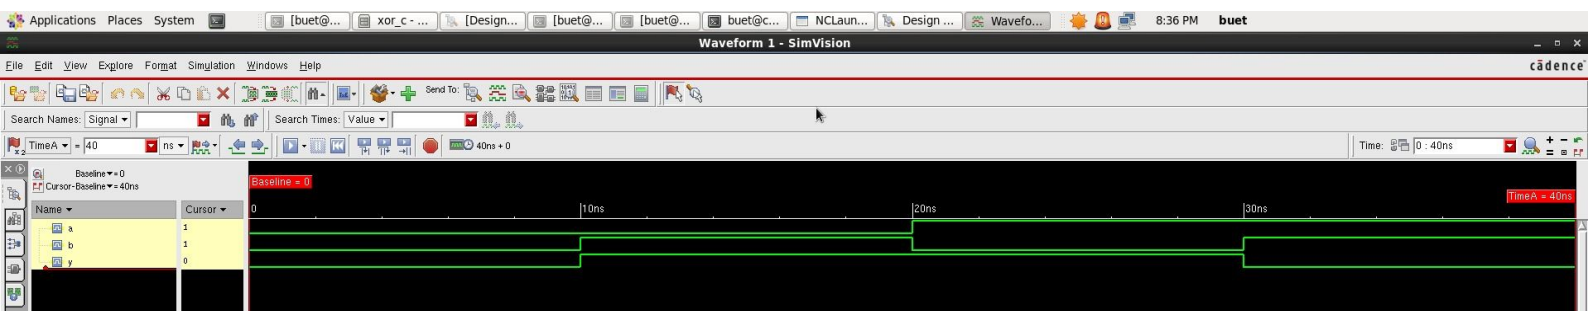 Applications Places System [buet@... xor_c - ... [Design... [buet@... [buet@... buet@c... NCLaun... Design ... Wavefo... 8:36 PM buet
Waveform 1 - SimVision
File Edit View Explore Format Simulation Windows Help cādence
Send To:
Search Names: Signal Search Times: Value
TimeA = 40 ns 40ns + 0 Time: 0 : 40ns
Baseline = 0
Cursor-Baseline = 40ns
Baseline = 0
TimeA = 40ns
Name Cursor 0 10ns 20ns 30ns
a 1
b 1
y 0